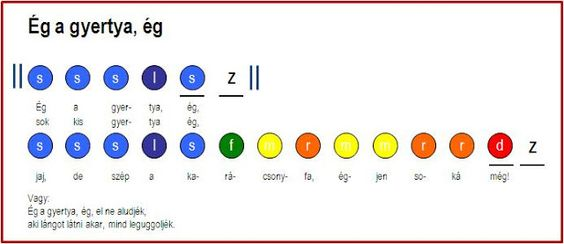 Ég a gyertya, ég
|| s s s l s z ||
Ég a gyer- tya, ég,
sok kis gyer- tya ég,
s s s l s f m r m m r r d z
jaj, de szép a ka- rá- csony- fa, ég- jen so- ká még!
Vagy:
Ég a gyertya, ég, el ne aludjék,
aki lángot látni akar, mind leguggoljék.